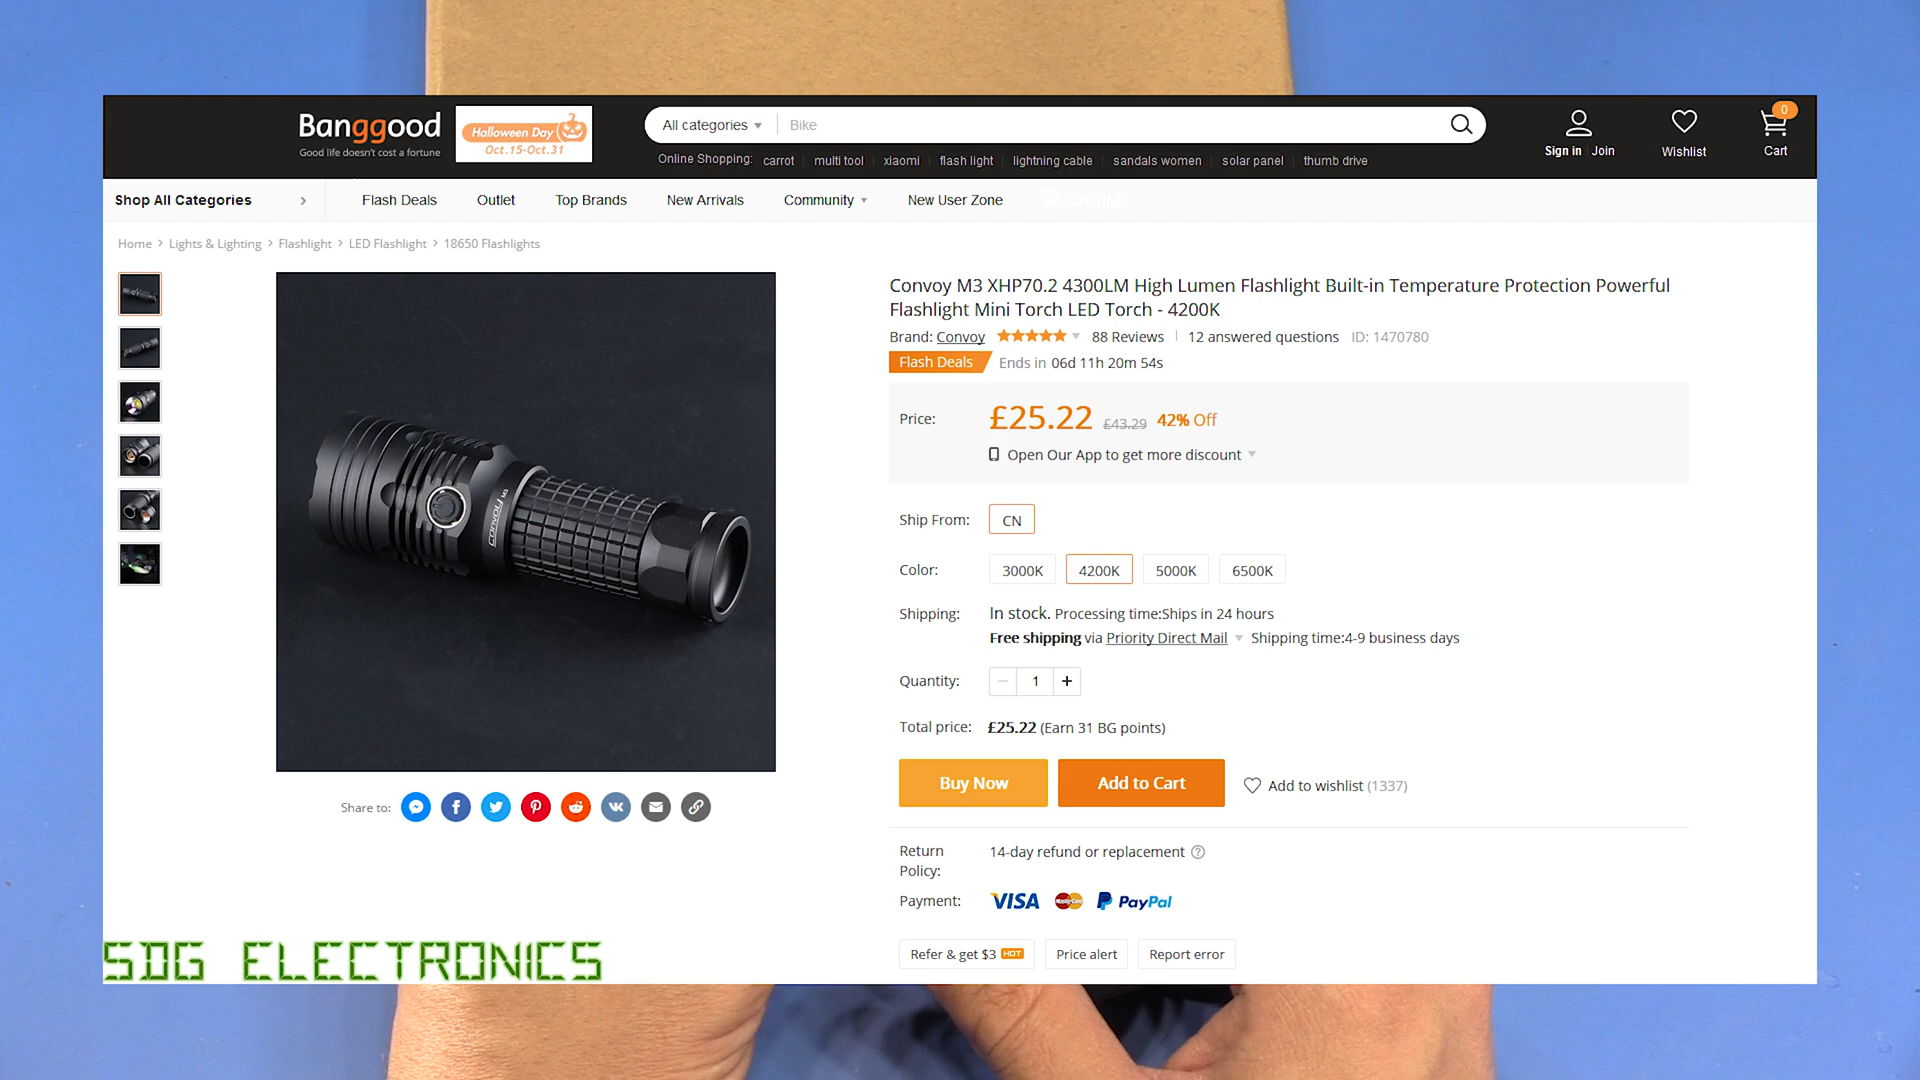 Banggood
Good life doesn't cost a fortune
Halloween Day
Oct.15-Oct.31
All categories
Bike
Online Shopping: carrot multi tool xiaomi flash light lightning cable sandals women solar panel thumb drive
Sign in Join
Wishlist
0
Cart
Shop All Categories
Flash Deals
Outlet
Top Brands
New Arrivals
Community
New User Zone
Home > Lights & Lighting > Flashlight > LED Flashlight > 18650 Flashlights
convoy M3
Share to:
Convoy M3 XHP70.2 4300LM High Lumen Flashlight Built-in Temperature Protection Powerful
Flashlight Mini Torch LED Torch - 4200K
Brand: Convoy 88 Reviews 12 answered questions ID: 1470780
Flash Deals Ends in 06d 11h 20m 54s
Price: £25.22 £43.29 42% Off
Open Our App to get more discount
Ship From: CN
Color: 3000K 4200K 5000K 6500K
Shipping: In stock. Processing time:Ships in 24 hours
Free shipping via Priority Direct Mail Shipping time:4-9 business days
Quantity: − 1 +
Total price: £25.22 (Earn 31 BG points)
Buy Now
Add to Cart
Add to wishlist (1337)
Return
Policy:
14-day refund or replacement ?
Payment: VISA MasterCard PayPal
Refer & get $3 HOT
Price alert
Report error
SDG ELECTRONICS